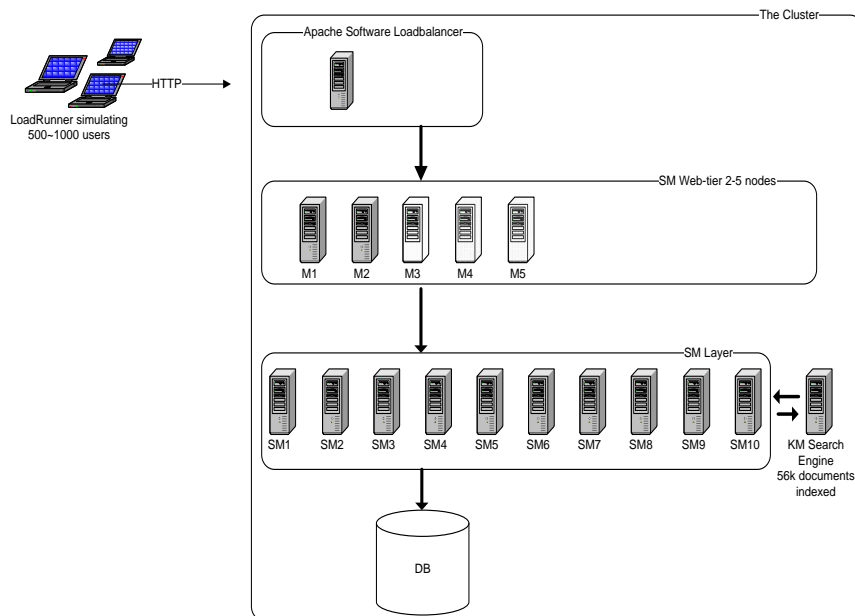 The Cluster
Apache Software Loadbalancer
HTTP
LoadRunner simulating
500~1000 users
SM Web-tier 2-5 nodes
M1
M2
M3
M4
M5
SM Layer
SM1
SM2
SM3
SM4
SM5
SM6
SM7
SM8
SM9
SM10
KM Search
Engine
56k documents
indexed
DB